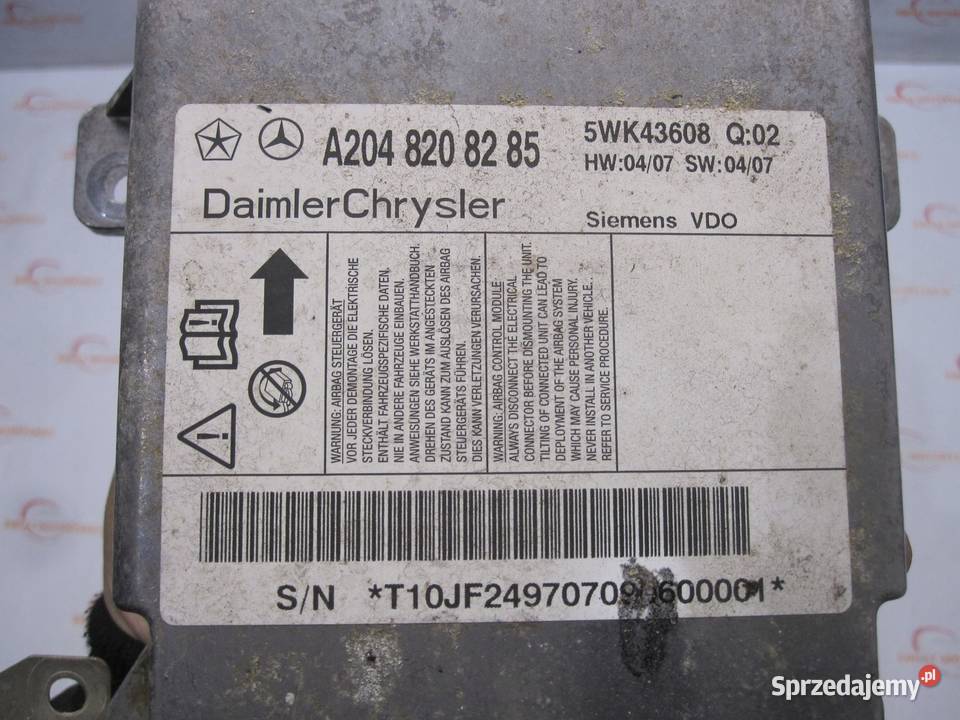 A204 820 82 85
5WK43608 Q:02
HW:04/07 SW:04/07
DaimlerChrysler
Siemens VDO
WARNUNG: AIRBAG STEUERGERÄT
VOR JEDER DEMONTAGE DIE ELEKTRISCHE
STECKVERBINDUNG LÖSEN.
ENTHÄLT FAHRZEUGSPEZIFISCHE DATEN,
NIE IN ANDERE FAHRZEUGE EINBAUEN.
ANWEISUNGEN SIEHE WERKSTATTHANDBUCH.
DREHEN DES GERÄTS IM ANGESTECKTEN
ZUSTAND KANN ZUM AUSLÖSEN DES AIRBAG
STEUERGERÄTS FÜHREN.
DIES KANN VERLETZUNGEN VERURSACHEN.
WARNING: AIRBAG CONTROL MODULE
ALWAYS DISCONNECT THE ELECTRICAL
CONNECTOR BEFORE DISMOUNTING THE UNIT.
TILTING OF CONNECTED UNIT CAN LEAD TO
DEPLOYMENT OF THE AIRBAG SYSTEM
WHICH MAY CAUSE PERSONAL INJURY.
NEVER INSTALL IN ANOTHER VEHICLE.
REFER TO SERVICE PROCEDURE.
S/N
Sprzedajemy.pl